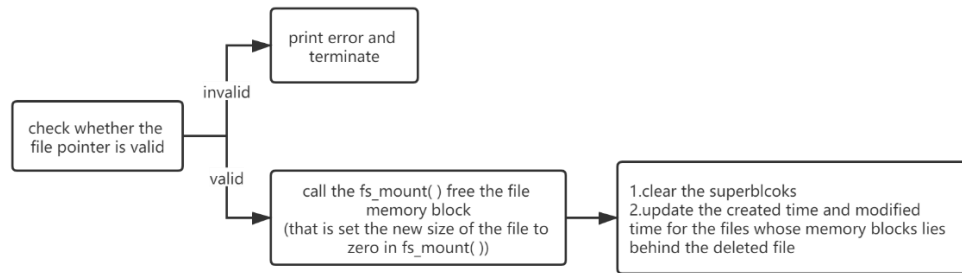 print error and
terminate
invalid
check whether the
file pointer is valid
valid
call the fs_mount( ) free the file
memory block
(that is set the new size of the file to
zero in fs_mount( ))
1.clear the superblcoks
2.update the created time and modified
time for the files whose memory blocks lies
behind the deleted file